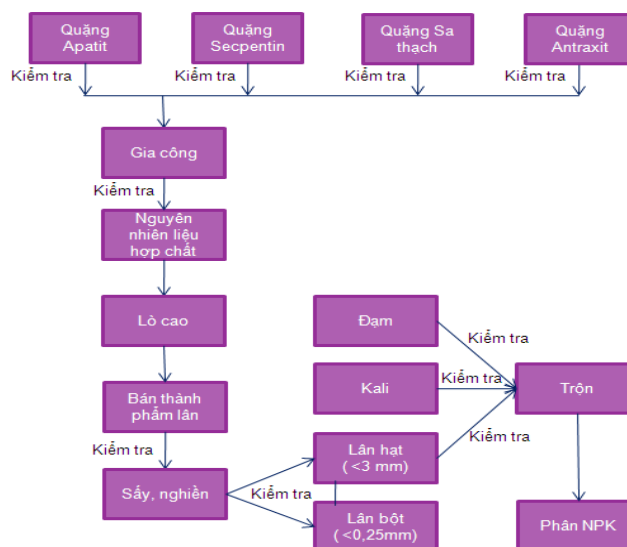 Quặng
Apatit
Quặng
Secpentin
Quặng Sa
thạch
Quặng
Antraxit
Kiểm tra
Kiểm tra
Kiểm tra
Kiểm tra
Gia công
Kiểm tra
Nguyên
nhiên liệu
hợp chất
Lò cao
Đạm
Kiểm tra
Bán thành
phẩm lân
Kali
Kiểm tra
Trộn
Kiểm tra
Kiểm tra
Lân hạt
( <3 mm)
Sấy, nghiền
Kiểm tra
Lân bột
( <0,25mm)
Phân NPK